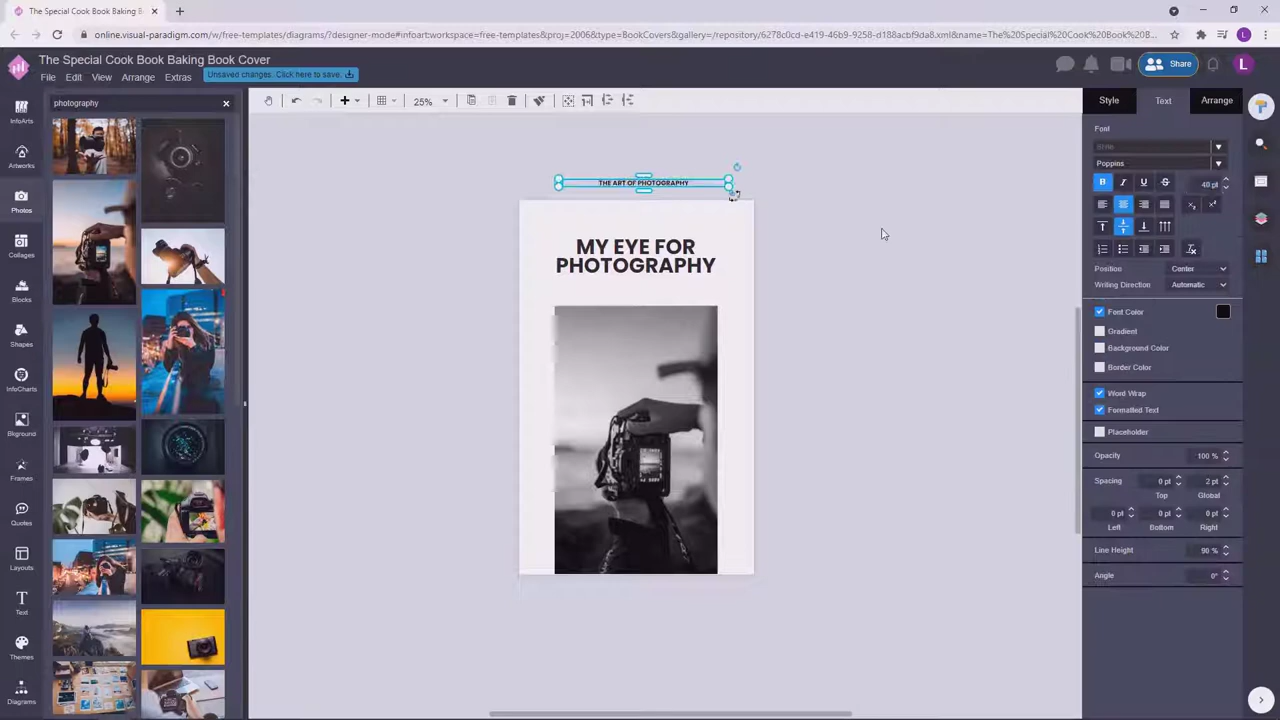 The Special Cook Book Baking B
online.visual-paradigm.com/w/free-templates/diagrams/?designer-mode#infoart:workspace=free-templates&proj=2006&type=BookCovers&gallery=/repository/6278c0cd-e419-46b9-9258-d188acbf9da8.xml&name=The%20Special%20Cook%20Book%20B...
The Special Cook Book Baking Book Cover
File Edit View Arrange Extras
Unsaved changes. Click here to save.
Share
L
L
photography
25%
Style Text Arrange
InfoArts
Artworks
Photos
Collages
Blocks
Shapes
InfoCharts
Bkground
Frames
Quotes
Layouts
Text
Themes
Diagrams
THE ART OF PHOTOGRAPHY
MY EYE FOR
PHOTOGRAPHY
Font
Style
Poppins
B I U S 40 pt
Position Center
Writing Direction Automatic
Font Color
Gradient
Background Color
Border Color
Word Wrap
Formatted Text
Placeholder
Opacity 100 %
Spacing 0 pt 2 pt
Top Global
0 pt 0 pt 0 pt
Left Bottom Right
Line Height 90 %
Angle 0°